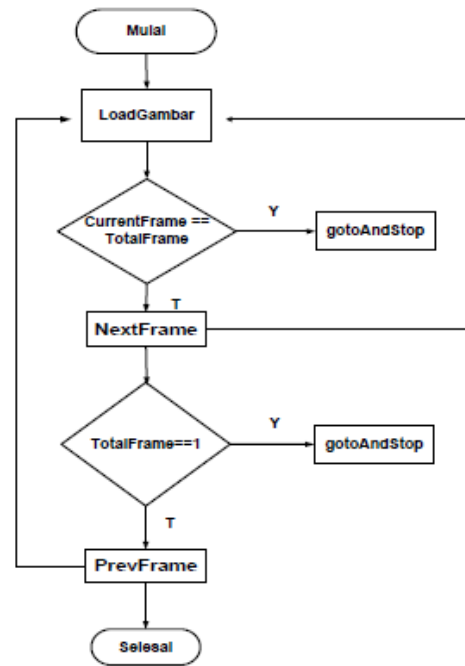 Mulai
LoadGambar
CurrentFrame ==
TotalFrame
Y
gotoAndStop
T
NextFrame
TotalFrame==1
Y
gotoAndStop
T
PrevFrame
Selesai